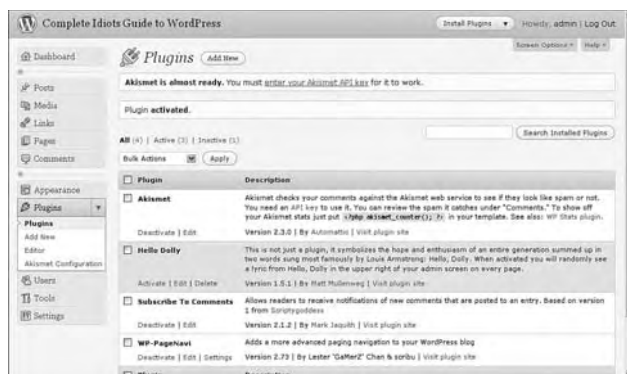 Complete Idiots Guide to WordPress
Install Plugins
Howdy, admin | Log Out
Screen Options
Help
Dashboard
Posts
Media
Links
Pages
Comments
Appearance
Plugins
Plugins
Add New
Editor
Akismet Configuration
Users
Tools
Settings
Plugins
Add New
Akismet is almost ready. You must enter your Akismet API key for it to work.
Plugin activated.
All (4) | Active (3) | Inactive (1)
Search Installed Plugins
Bulk Actions
Apply
Plugin Description
Akismet
Akismet checks your comments against the Akismet web service to see if they look like spam or not.
You need an API key to use it. You can review the spam it catches under "Comments." To show off
your Akismet stats just put <?php akismet_counter(); ?> in your template. See also: WP Stats plugin.
Deactivate | Edit
Version 2.3.0 | By Automattic | Visit plugin site
Hello Dolly
This is not just a plugin, it symbolizes the hope and enthusiasm of an entire generation summed up in
two words sung most famously by Louis Armstrong: Hello, Dolly. When activated you will randomly see
a lyric from Hello, Dolly in the upper right of your admin screen on every page.
Activate | Edit | Delete
Version 1.5.1 | By Matt Mullenweg | Visit plugin site
Subscribe To Comments
Allows readers to receive notifications of new comments that are posted to an entry. Based on version
1 from Scriptygoddess
Deactivate | Edit
Version 2.1.2 | By Mark Jaquith | Visit plugin site
WP-PageNavi
Adds a more advanced paging navigation to your WordPress blog
Deactivate | Edit | Settings
Version 2.73 | By Lester 'GaMerZ' Chan & scribu | Visit plugin site